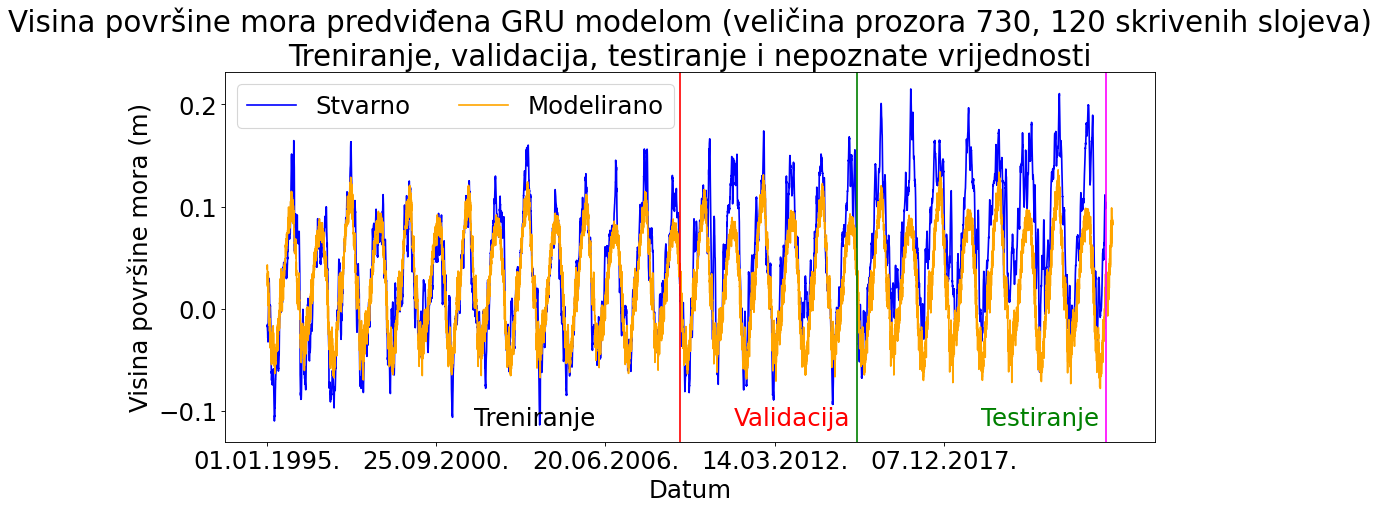 Visina površine mora predviđena GRU modelom (veličina prozora 730, 120 skrivenih slojeva)
Treniranje, validacija, testiranje i nepoznate vrijednosti
Stvarno Modelirano
Visina površine mora (m)
0.2
0.1
0.0
−0.1
Treniranje Validacija Testiranje
01.01.1995. 25.09.2000. 20.06.2006. 14.03.2012. 07.12.2017.
Datum